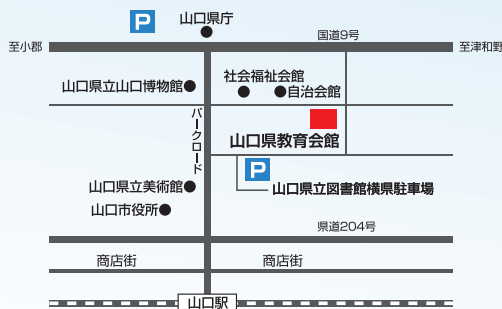 P
山口県庁
国道9号
至小郡
至津和野
社会福祉会館
山口県立山口博物館
自治会館
パークロード
山口県教育会館
P
山口県立美術館
山口県立図書館横県駐車場
山口市役所
県道204号
商店街
商店街
山口駅